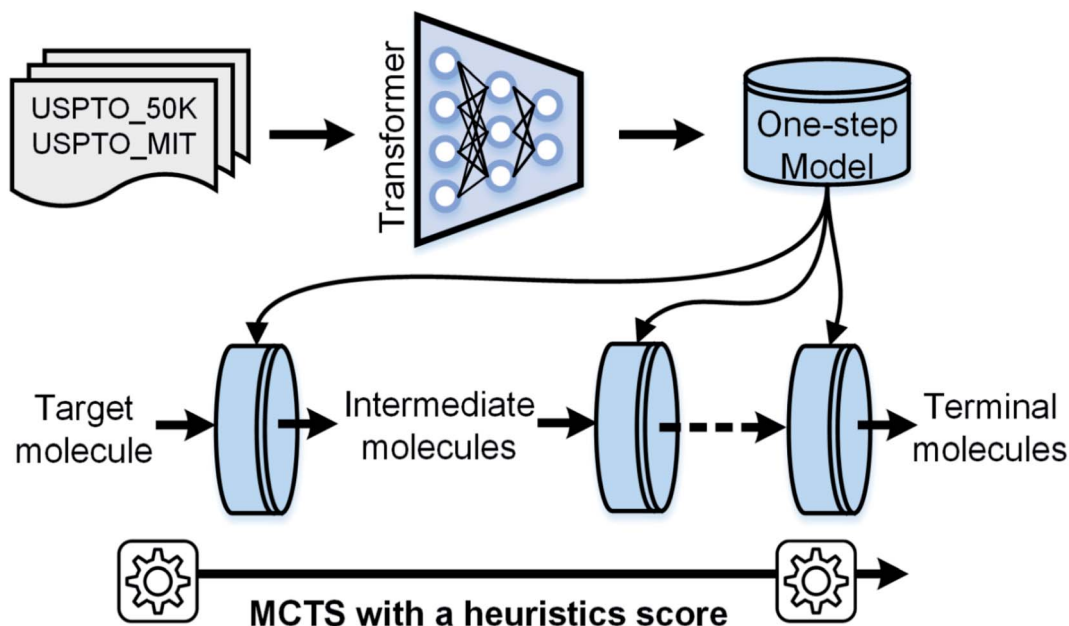 USPTO_50K
USPTO_MIT
Transformer
One-step
Model
Target
molecule
Intermediate
molecules
Terminal
molecules
MCTS with a heuristics score